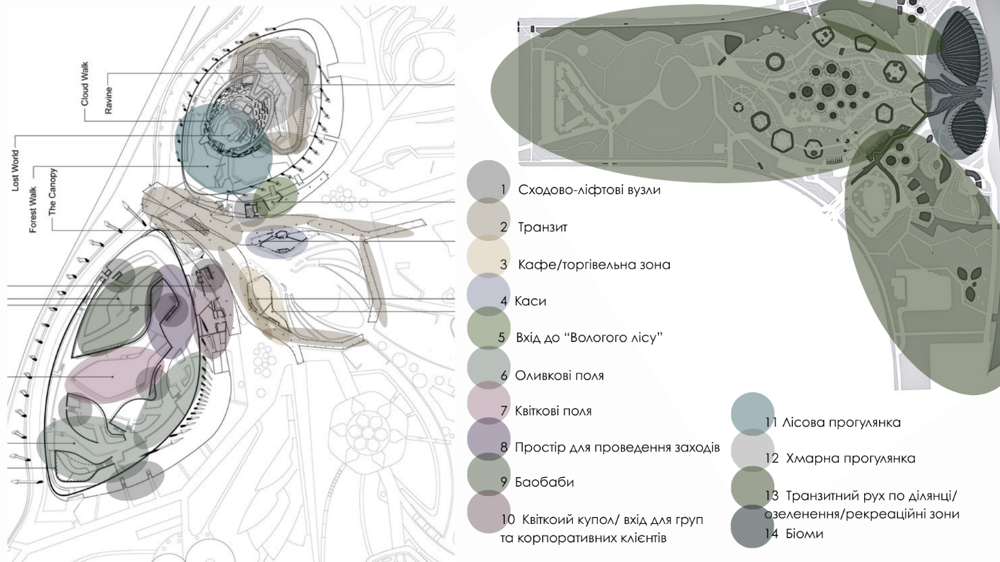 Cloud Walk
Ravine
Lost World
Forest Walk
The Canopy
1 Сходово-ліфтові вузли
2 Транзит
3 Кафе/торгівельна зона
4 Каси
5 Вхід до “Вологого лісу”
6 Оливкові поля
7 Квіткові поля
8 Простір для проведення заходів
9 Баобаби
10 Квіткоий купол/ вхід для груп
та корпоративних клієнтів
11 Лісова прогулянка
12 Хмарна прогулянка
13 Транзитний рух по ділянці/
озеленення/рекреаційні зони
14 Біоми